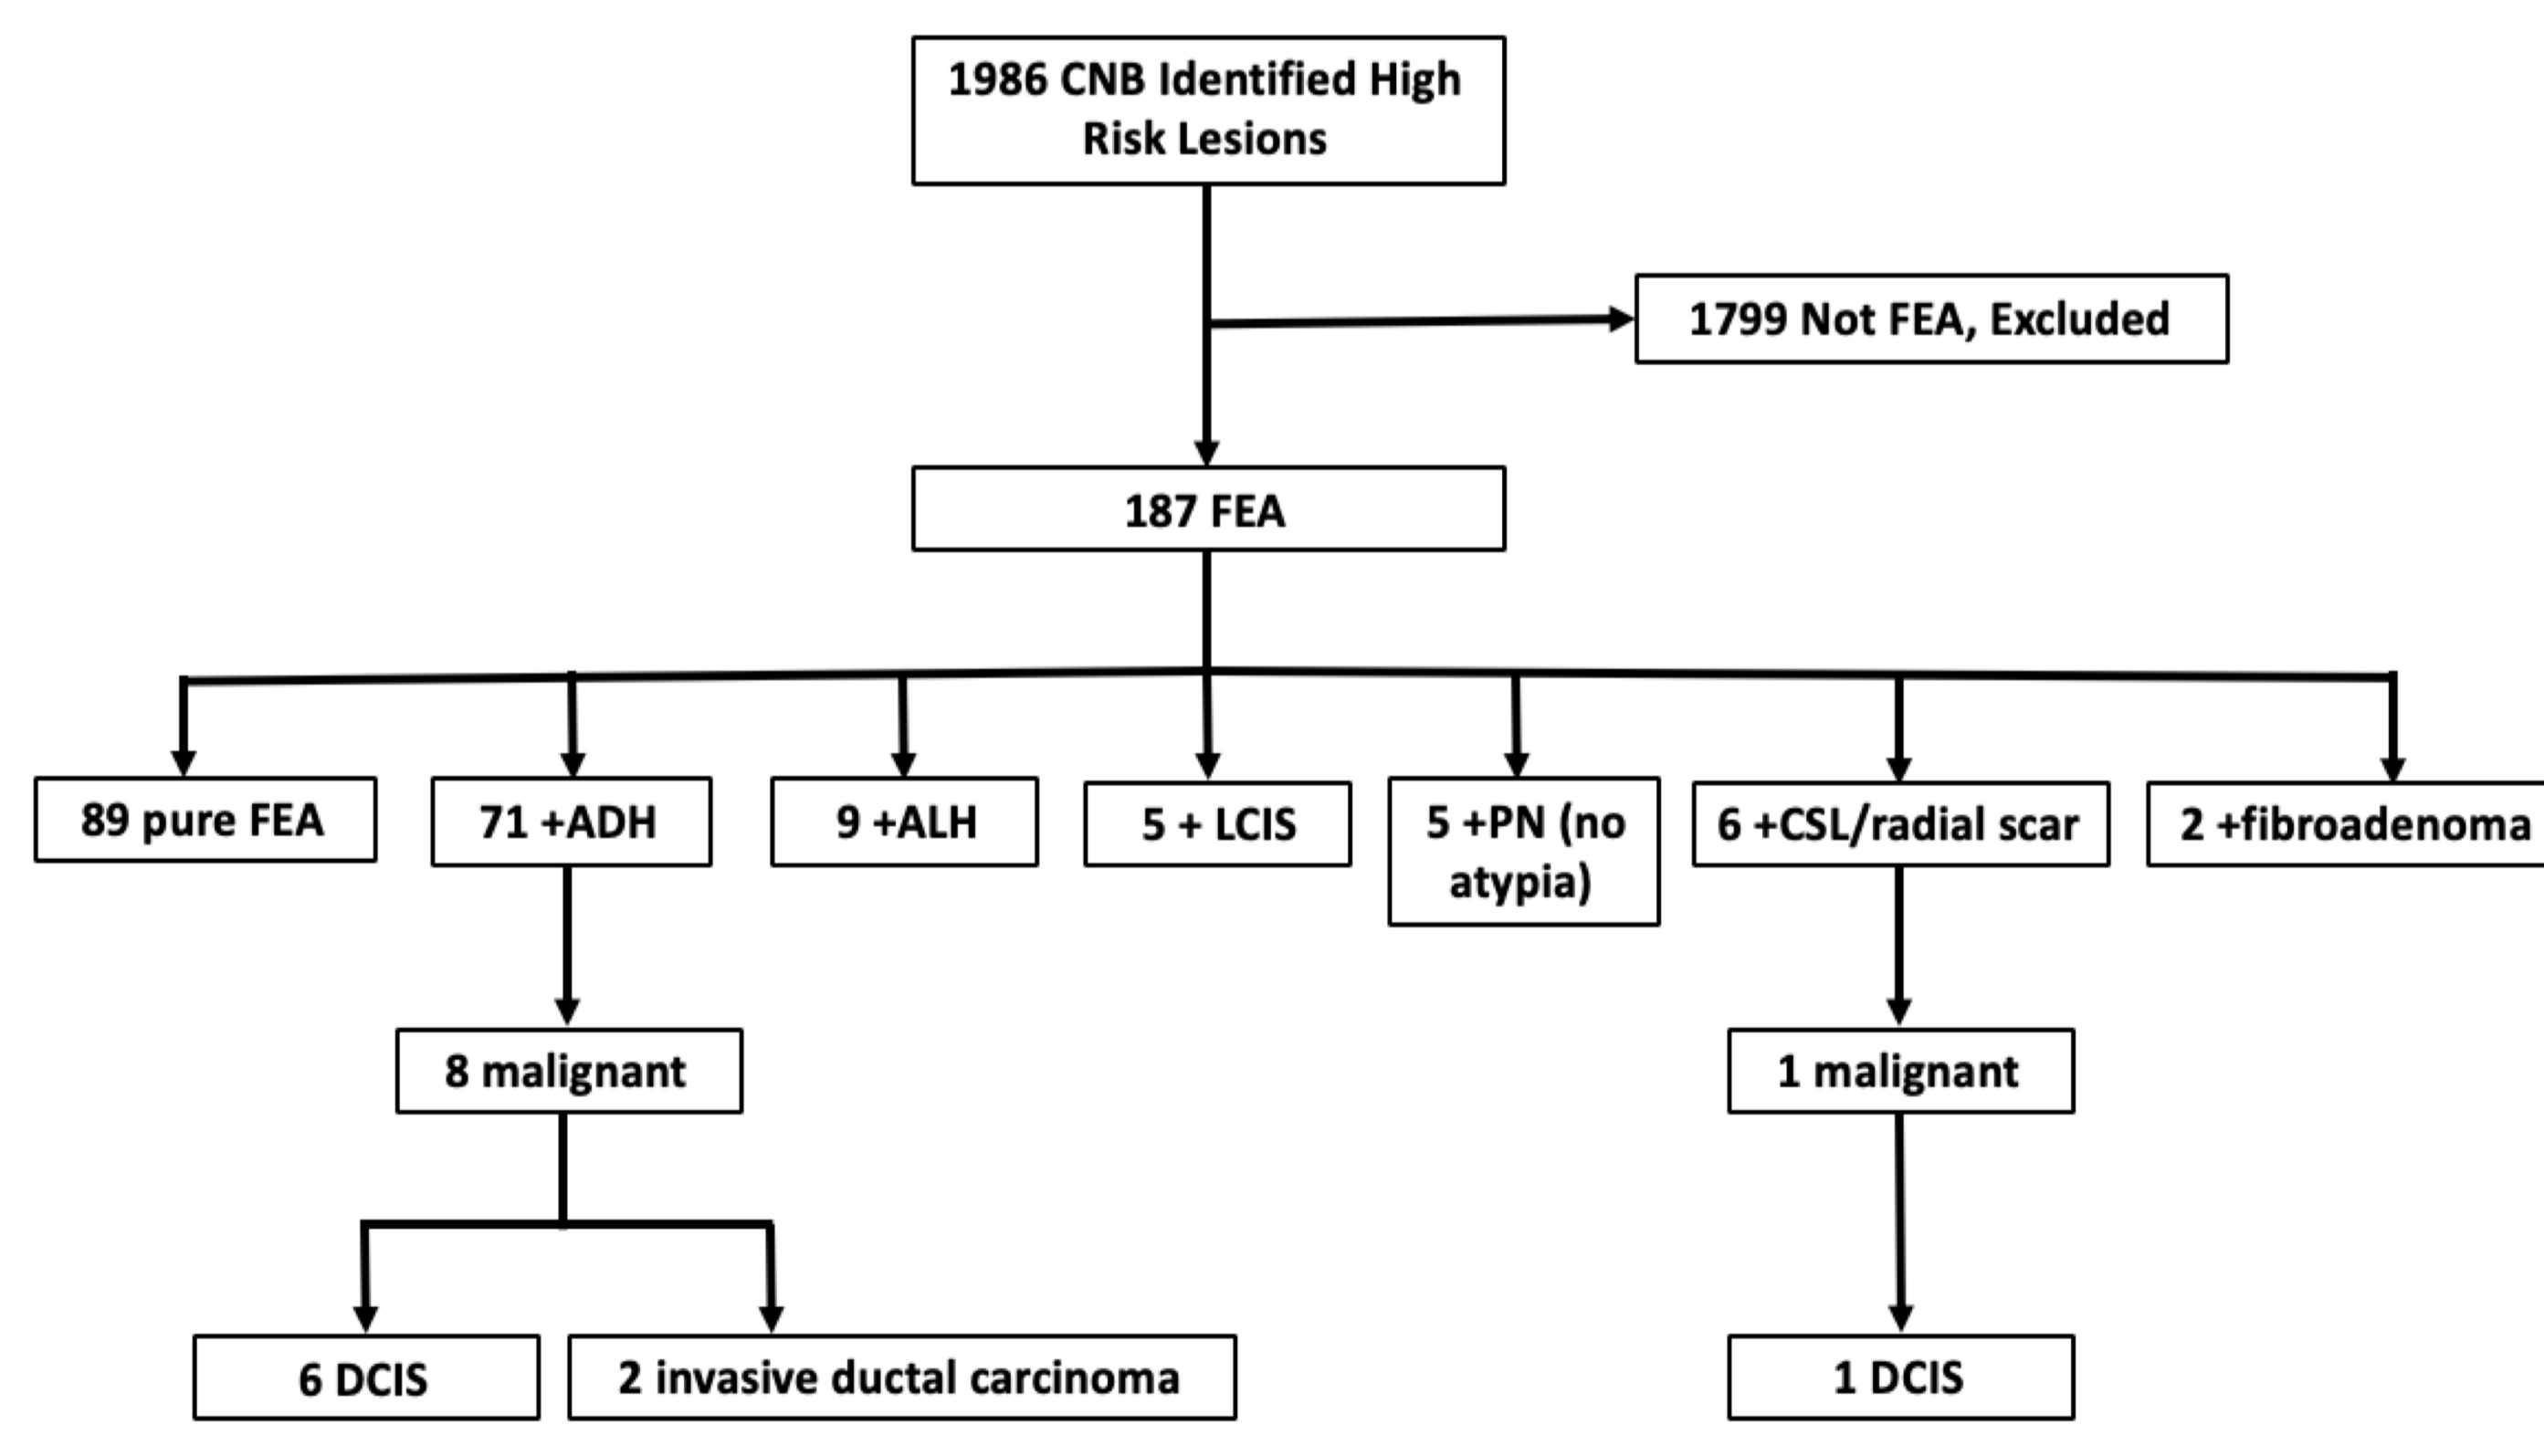 1986 CNB Identified High
Risk Lesions
1799 Not FEA, Excluded
187 FEA
89 pure FEA
71 +ADH
9 +ALH
5 + LCIS
5 +PN (no
atypia)
6 +CSL/radial scar
2 +fibroadenoma
8 malignant
1 malignant
6 DCIS
2 invasive ductal carcinoma
1 DCIS